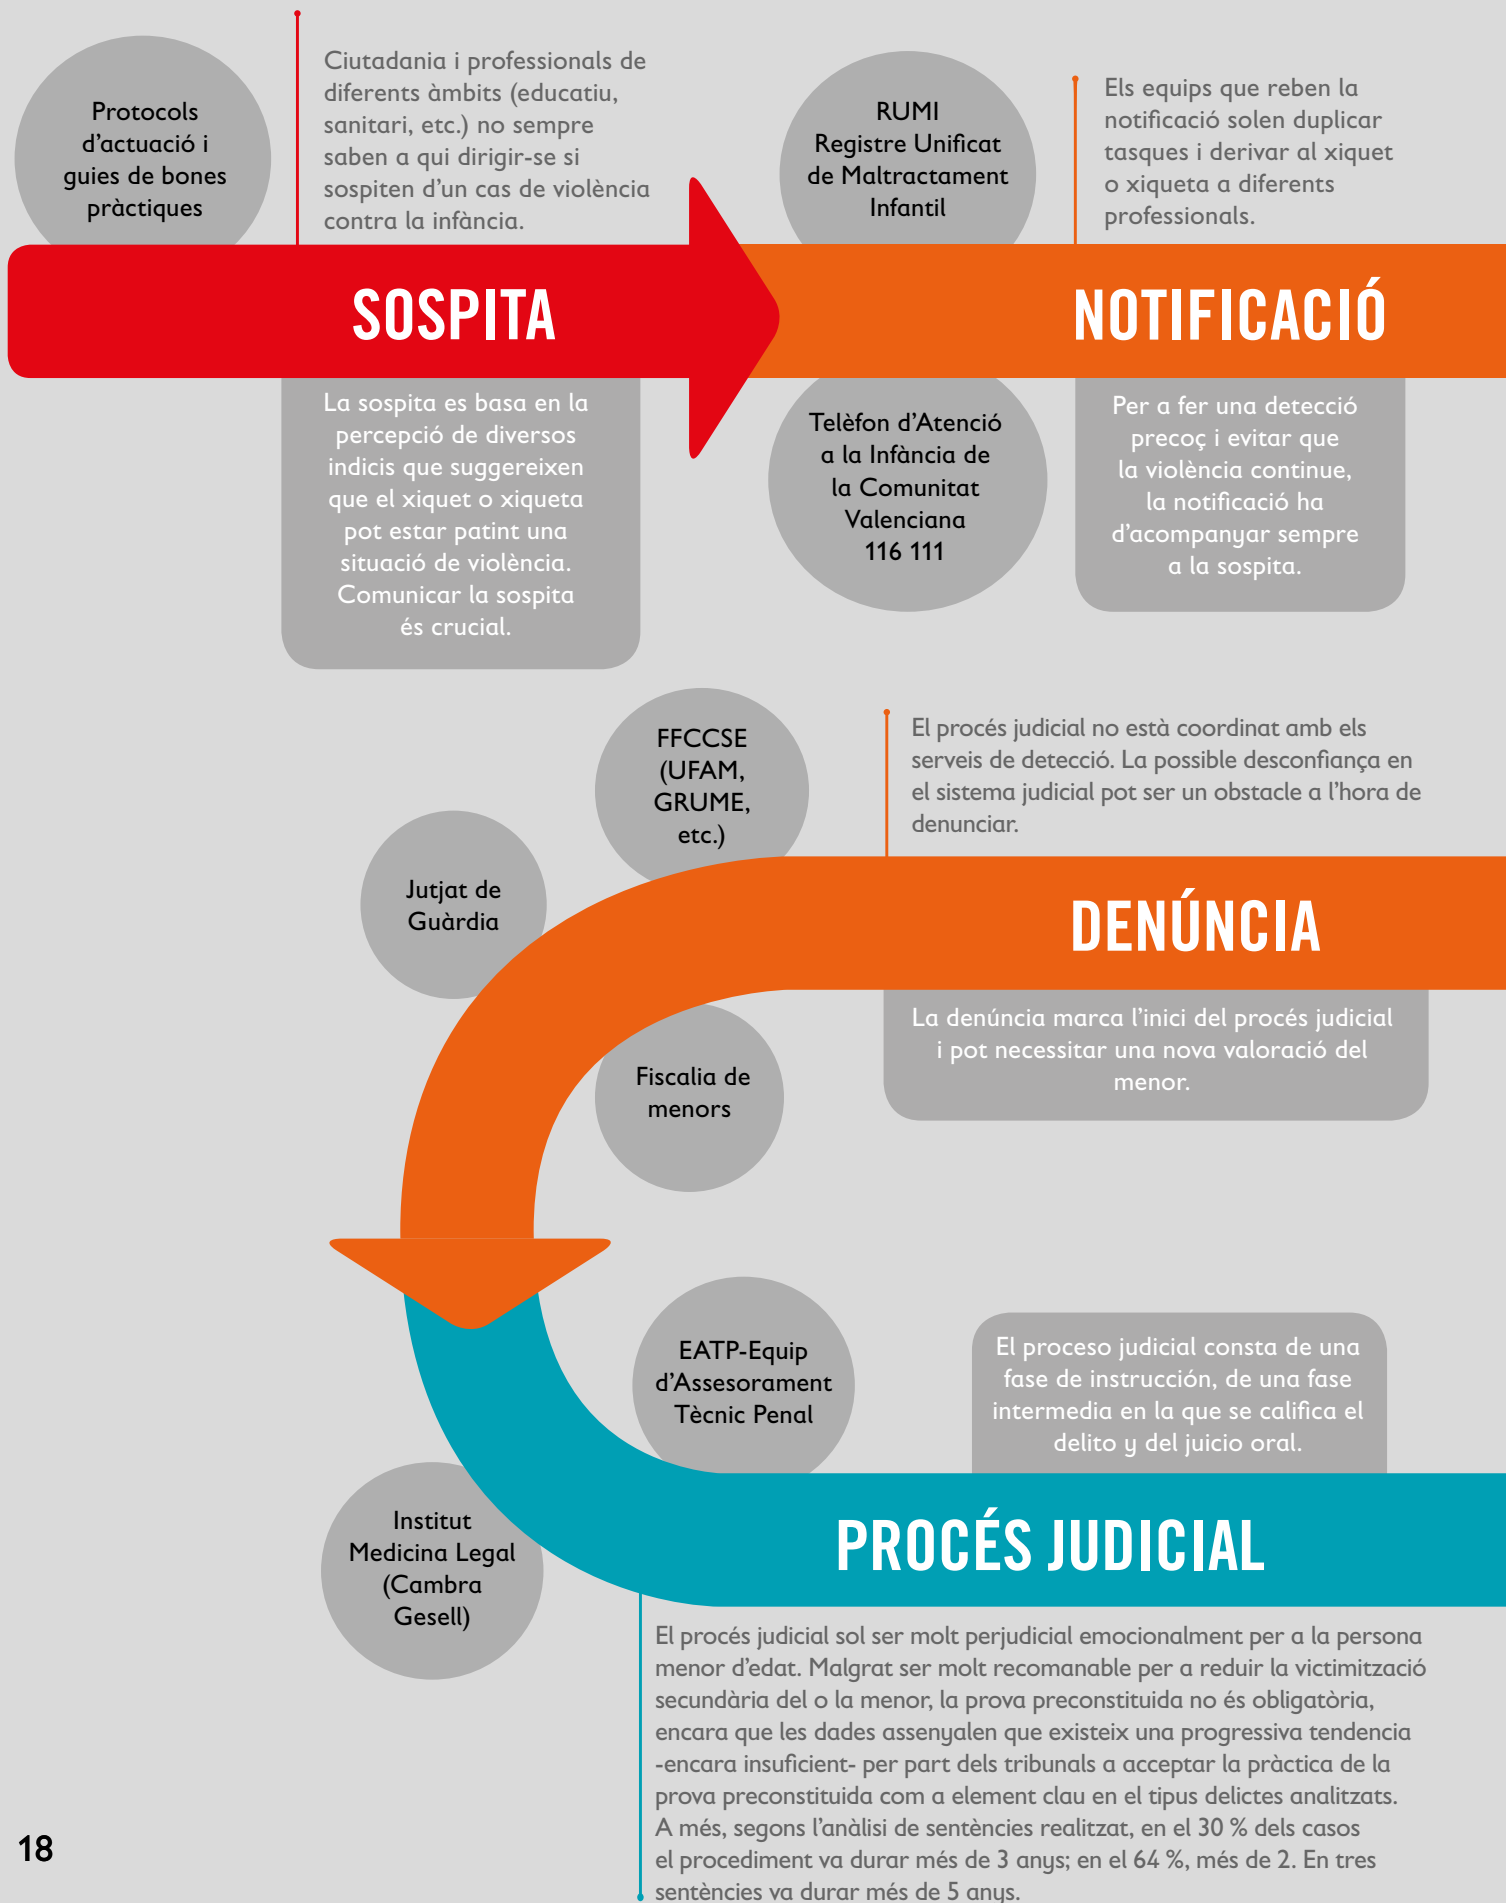 Protocols
d’actuació i
guies de bones
pràctiques
Ciutadania i professionals de
diferents àmbits (educatiu,
sanitari, etc.) no sempre
saben a qui dirigir-se si
sospiten d’un cas de violència
contra la infància.
RUMI
Registre Unificat
de Maltractament
Infantil
Els equips que reben la
notificació solen duplicar
tasques i derivar al xiquet
o xiqueta a diferents
professionals.
SOSPITA
NOTIFICACIÓ
La sospita es basa en la
percepció de diversos
indicis que suggereixen
que el xiquet o xiqueta
pot estar patint una
situació de violència.
Comunicar la sospita
és crucial.
Telèfon d’Atenció
a la Infància de
la Comunitat
Valenciana
116 111
Per a fer una detecció
precoç i evitar que
la violència continue,
la notificació ha
d’acompanyar sempre
a la sospita.
FFCCSE
(UFAM,
GRUME,
etc.)
El procés judicial no està coordinat amb els
serveis de detecció. La possible desconfiança en
el sistema judicial pot ser un obstacle a l’hora de
denunciar.
Jutjat de
Guàrdia
DENÚNCIA
La denúncia marca l’inici del procés judicial
i pot necessitar una nova valoració del
menor.
Fiscalia de
menors
EATP-Equip
d’Assesorament
Tècnic Penal
El proceso judicial consta de una
fase de instrucción, de una fase
intermedia en la que se califica el
delito y del juicio oral.
Institut
Medicina Legal
(Cambra
Gesell)
PROCÉS JUDICIAL
El procés judicial sol ser molt perjudicial emocionalment per a la persona
menor d’edat. Malgrat ser molt recomanable per a reduir la victimització
secundària del o la menor, la prova preconstituida no és obligatòria,
encara que les dades assenyalen que existeix una progressiva tendencia
-encara insuficient- per part dels tribunals a acceptar la pràctica de la
prova preconstituida com a element clau en el tipus delictes analitzats.
A més, segons l’anàlisi de sentències realitzat, en el 30 % dels casos
el procediment va durar més de 3 anys; en el 64 %, més de 2. En tres
sentències va durar més de 5 anys.
18